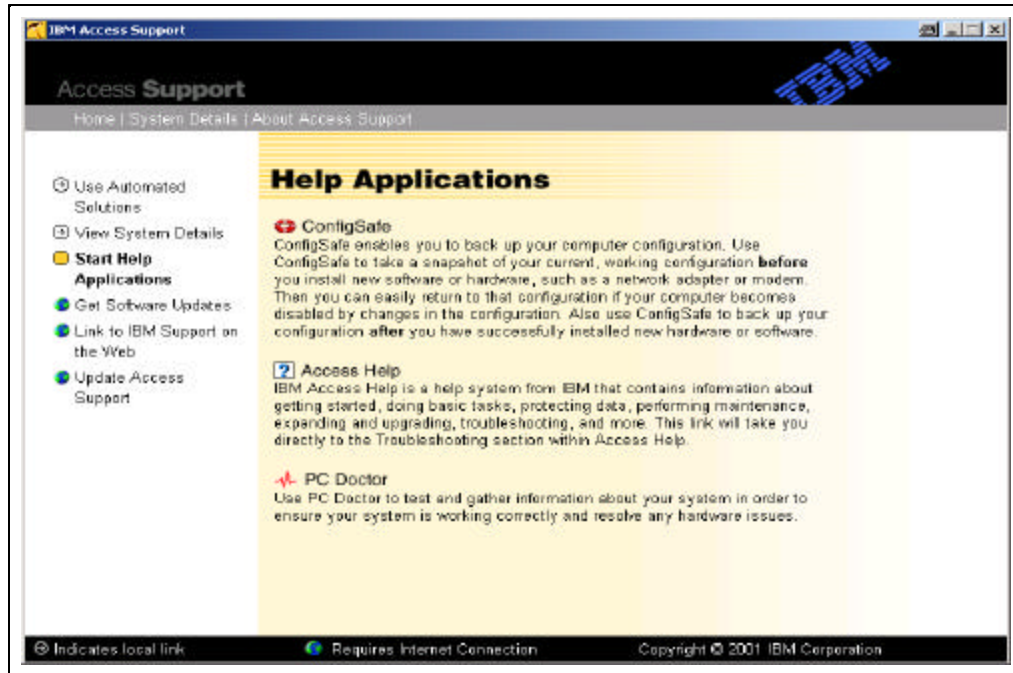 IBM Access Support
IBM
Access Support
Home | System Details | About Access Support
Use Automated
Solutions
View System Details
Start Help
Applications
Get Software Updates
Link to IBM Support on
the Web
Update Access
Support
Help Applications
ConfigSafe
ConfigSafe enables you to back up your computer configuration. Use
ConfigSafe to take a snapshot of your current, working configuration before
you install new software or hardware, such as a network adapter or modem.
Then you can easily return to that configuration if your computer becomes
disabled by changes in the configuration. Also use ConfigSafe to back up your
configuration after you have successfully installed new hardware or software.
Access Help
IBM Access Help is a help system from IBM that contains information about
getting started, doing basic tasks, protecting data, performing maintenance,
expanding and upgrading, troubleshooting, and more. This link will take you
directly to the Troubleshooting section within Access Help.
PC Doctor
Use PC Doctor to test and gather information about your system in order to
ensure your system is working correctly and resolve any hardware issues.
Indicates local link
Requires Internet Connection
Copyright © 2001 IBM Corporation